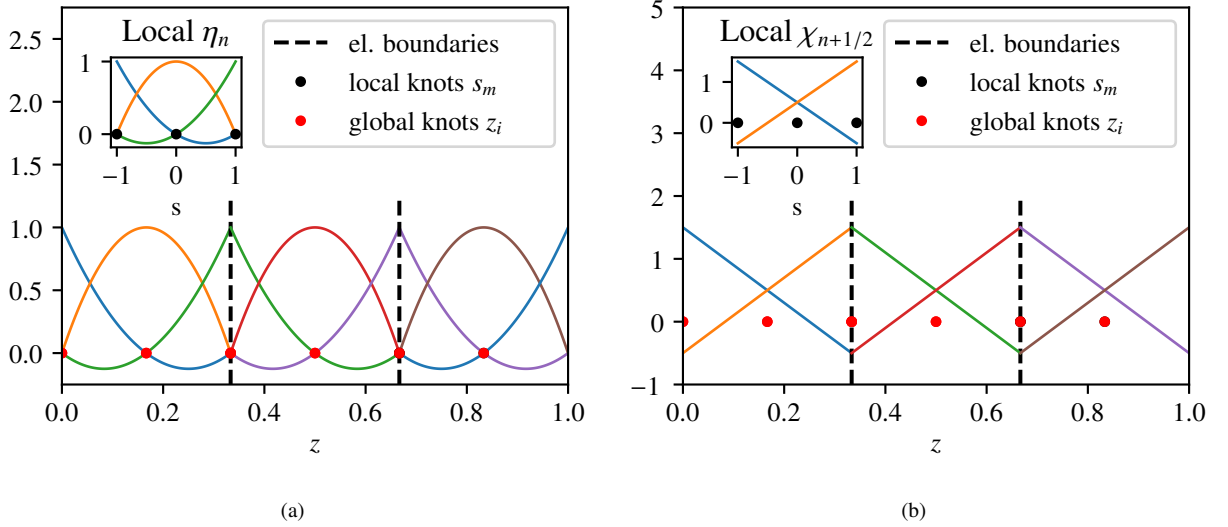 Local ηn
el. boundaries
local knots sm
global knots zi
1
0
−1 0 1
s
2.5
2.0
1.5
1.0
0.5
0.0
0.0 0.2 0.4 0.6 0.8 1.0
z
(a)
Local χn+1/2
el. boundaries
local knots sm
global knots zi
1
0
−1 0 1
s
5
4
3
2
1
0
−1
0.0 0.2 0.4 0.6 0.8 1.0
z
(b)